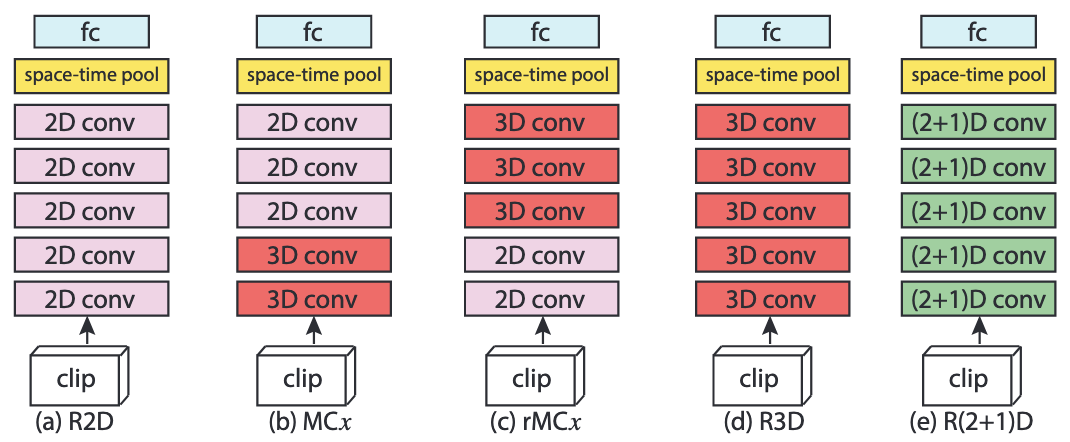 fc fc fc fc fc
space-time pool space-time pool space-time pool space-time pool space-time pool
2D conv 2D conv 3D conv 3D conv (2+1)D conv
2D conv 2D conv 3D conv 3D conv (2+1)D conv
2D conv 2D conv 3D conv 3D conv (2+1)D conv
2D conv 3D conv 2D conv 3D conv (2+1)D conv
2D conv 3D conv 2D conv 3D conv (2+1)D conv
clip clip clip clip clip
(a) R2D (b) MCx (c) rMCx (d) R3D (e) R(2+1)D